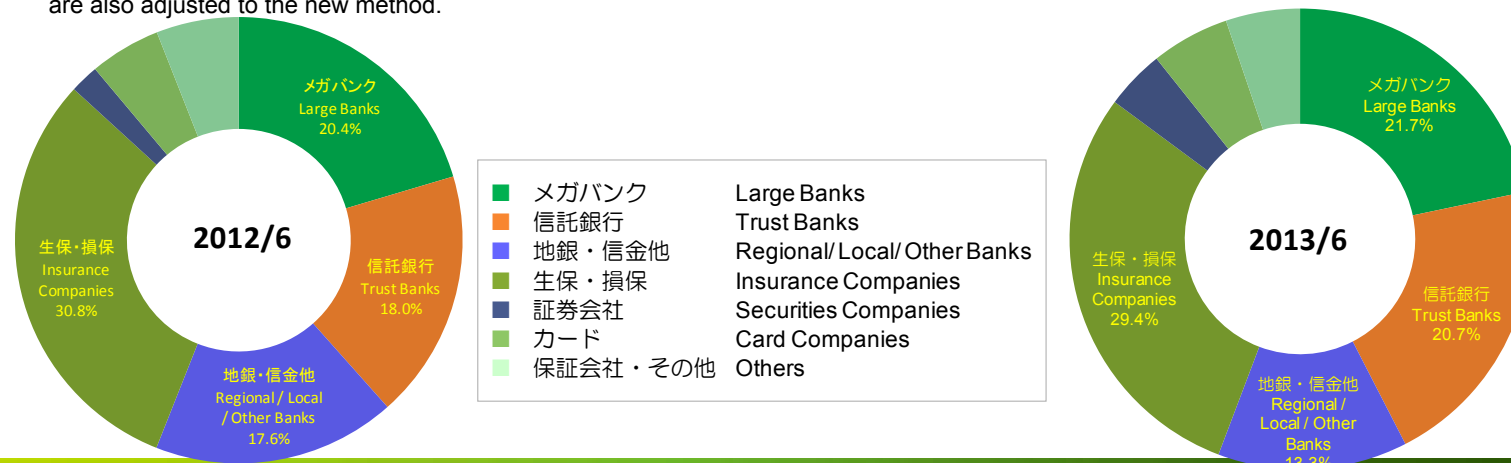 are also adjusted to the new method.
メガバンク
Large Banks
20.4%
信託銀行
Trust Banks
18.0%
地銀・信金他
Regional / Local
/ Other Banks
17.6%
生保・損保
Insurance
Companies
30.8%
2012/6
メガバンク Large Banks
信託銀行 Trust Banks
地銀・信金他 Regional/ Local/ Other Banks
生保・損保 Insurance Companies
証券会社 Securities Companies
カード Card Companies
保証会社・その他 Others
メガバンク
Large Banks
21.7%
信託銀行
Trust Banks
20.7%
地銀・信金他
Regional /
Local / Other
Banks
13.3%
生保・損保
Insurance
Companies
29.4%
2013/6